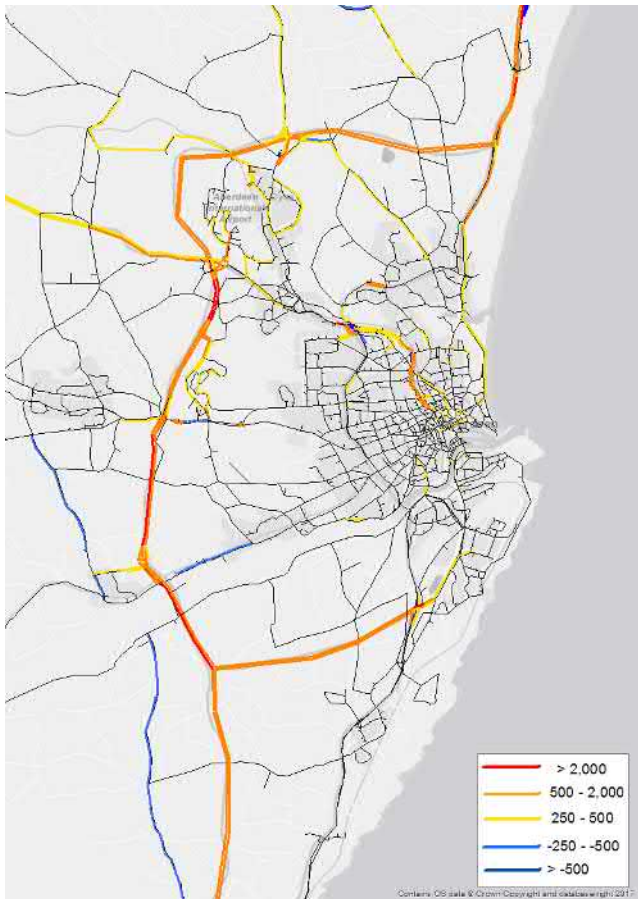 Aberdeen
International
Airport
> 2,000
500 - 2,000
250 - 500
-250 - -500
> -500
Contains OS data © Crown Copyright and database right 2017